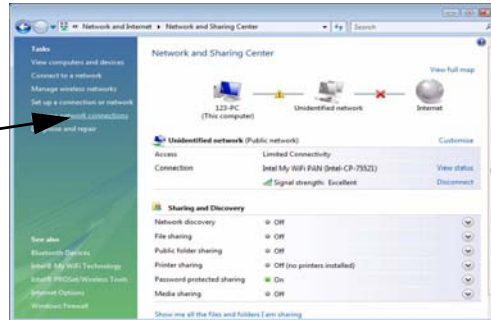 Network and Internet ▸ Network and Sharing Center
Search
Tasks
View computers and devices
Connect to a network
Manage wireless networks
Set up a connection or network
network connections
and repair
See also
Bluetooth Devices
Intel® My WiFi Technology
Intel® PROSet/Wireless Tools
Internet Options
Windows Firewall
Network and Sharing Center
View full map
123-PC
(This computer)
Unidentified network
Internet
Unidentified network (Public network)
Customise
Access
Limited Connectivity
Connection
Intel My WiFi PAN (Intel-CP-75521)
View status
Signal strength: Excellent
Disconnect
Sharing and Discovery
Network discovery
Off
File sharing
Off
Public folder sharing
Off
Printer sharing
Off (no printers installed)
Password protected sharing
On
Media sharing
Off
Show me all the files and folders I am sharing